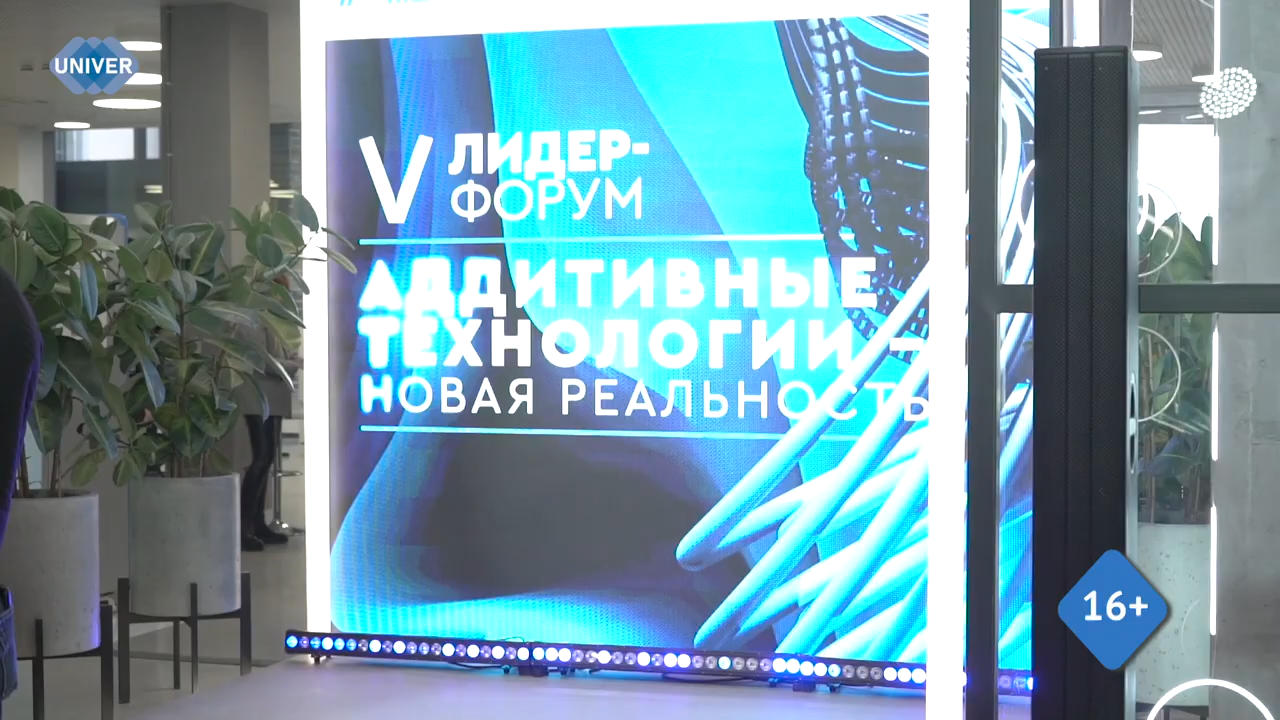 UNIVER
V ЛИДЕР-
ФОРУМ
АДДИТИВНЫЕ
ТЕХНОЛОГИИ –
НОВАЯ РЕАЛЬНОСТЬ
16+